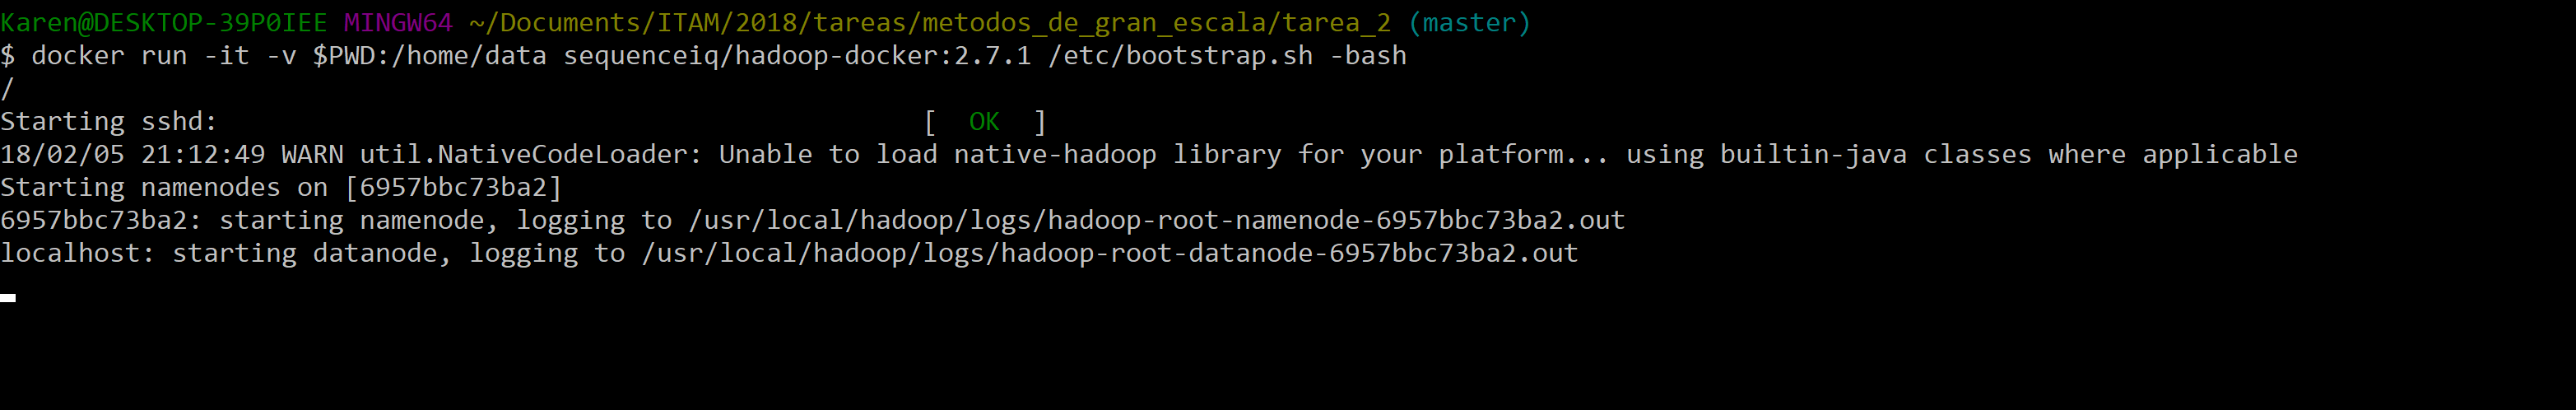 Karen@DESKTOP-39P0IEE MINGW64 ~/Documents/ITAM/2018/tareas/metodos_de_gran_escala/tarea_2 (master)
$ docker run -it -v $PWD:/home/data sequenceiq/hadoop-docker:2.7.1 /etc/bootstrap.sh -bash
/
Starting sshd: [ OK ]
18/02/05 21:12:49 WARN util.NativeCodeLoader: Unable to load native-hadoop library for your platform... using builtin-java classes where applicable
Starting namenodes on [6957bbc73ba2]
6957bbc73ba2: starting namenode, logging to /usr/local/hadoop/logs/hadoop-root-namenode-6957bbc73ba2.out
localhost: starting datanode, logging to /usr/local/hadoop/logs/hadoop-root-datanode-6957bbc73ba2.out